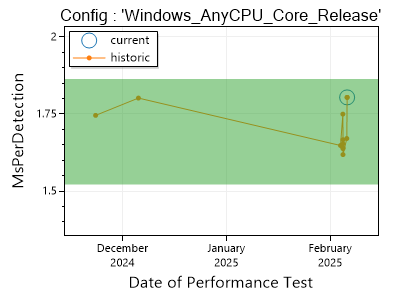 Config : 'Windows_AnyCPU_Core_Release'
current
historic
MsPerDetection
2
1.75
1.5
December
2024
January
2025
February
2025
Date of Performance Test